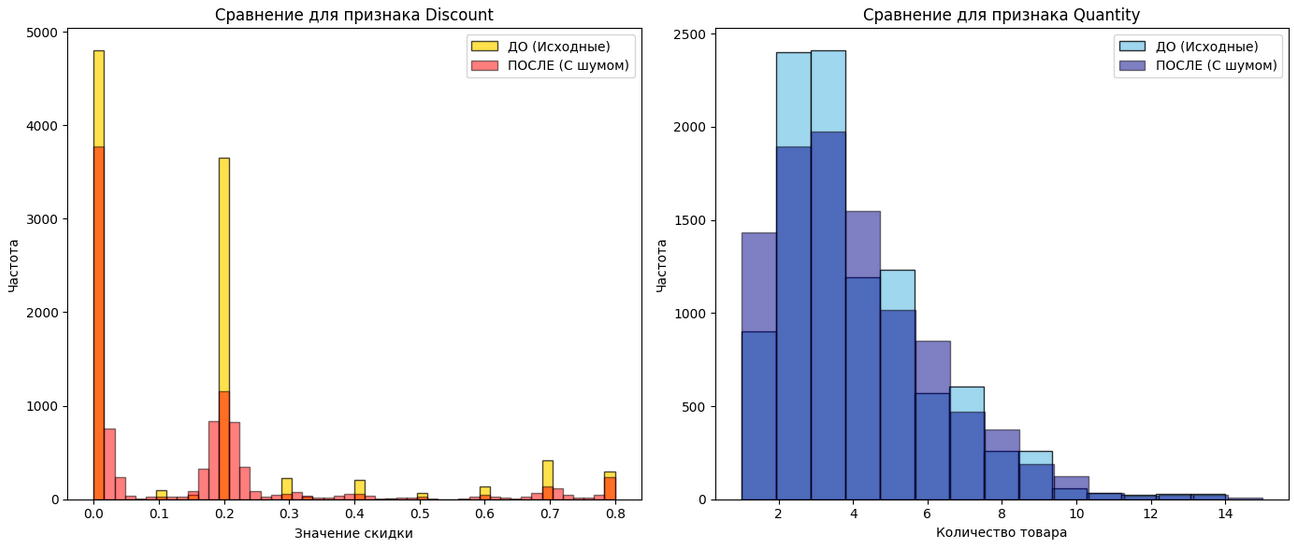 Сравнение для признака Discount
5000
4000
3000
2000
1000
0
Частота
0.0 0.1 0.2 0.3 0.4 0.5 0.6 0.7 0.8
Значение скидки
ДО (Исходные)
ПОСЛЕ (С шумом)
Сравнение для признака Quantity
2500
2000
1500
1000
500
0
Частота
2 4 6 8 10 12 14
Количество товара
ДО (Исходные)
ПОСЛЕ (С шумом)